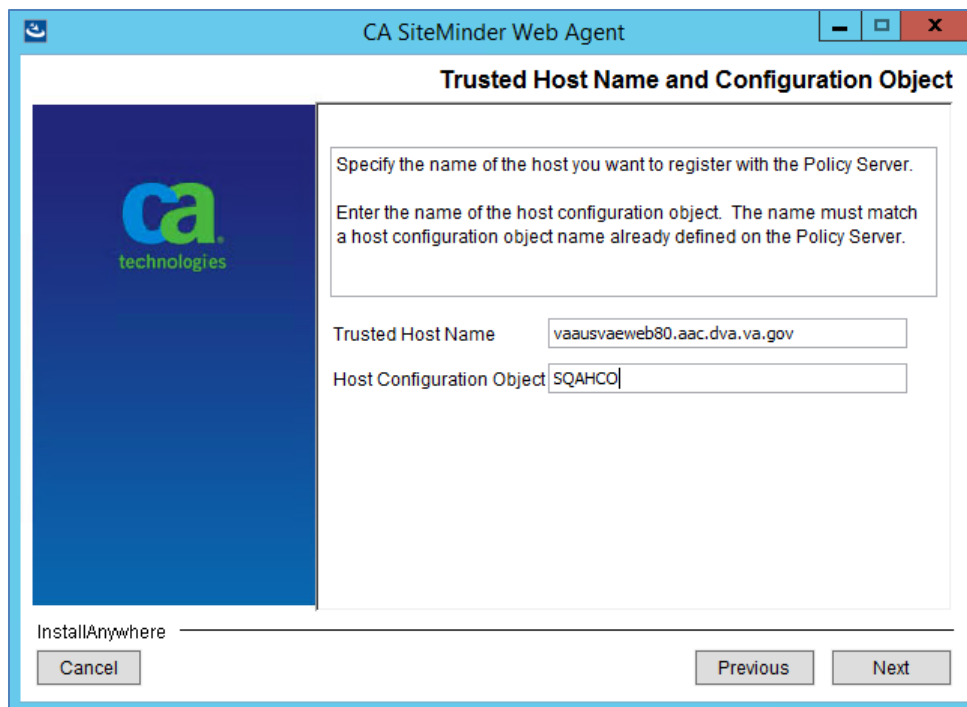 CA SiteMinder Web Agent
Trusted Host Name and Configuration Object
ca
technologies
Specify the name of the host you want to register with the Policy Server.
Enter the name of the host configuration object.  The name must match
a host configuration object name already defined on the Policy Server.
Trusted Host Name
vaausvaeweb80.aac.dva.va.gov
Host Configuration Object
SQAHCO
InstallAnywhere
Cancel
Previous
Next